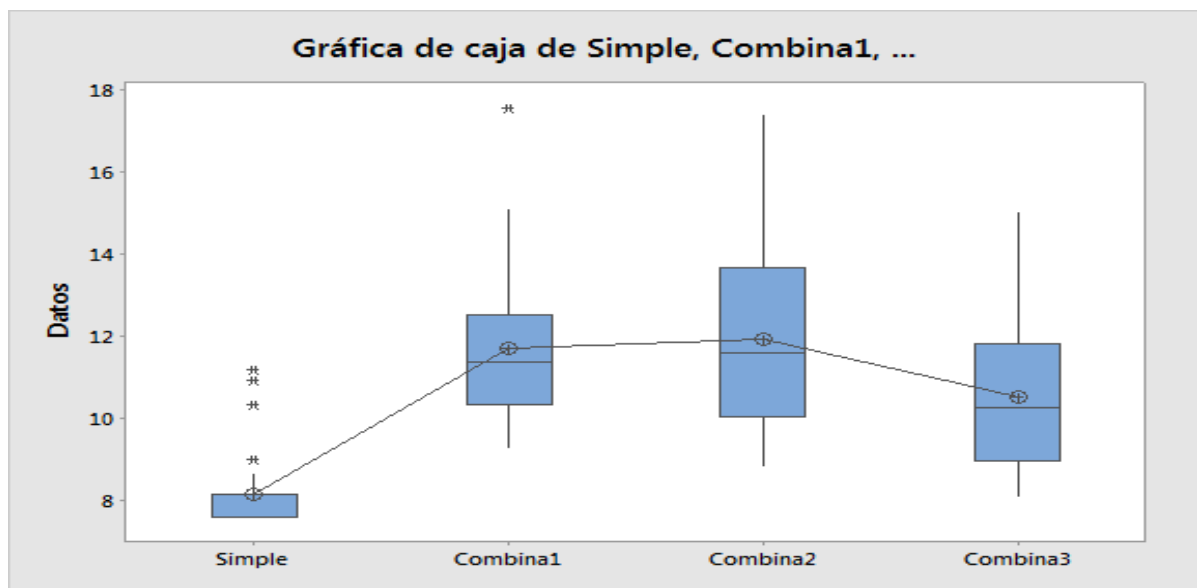 Gráfica de caja de Simple, Combina1, ...
Datos
18
16
14
12
10
8
Simple Combina1 Combina2 Combina3